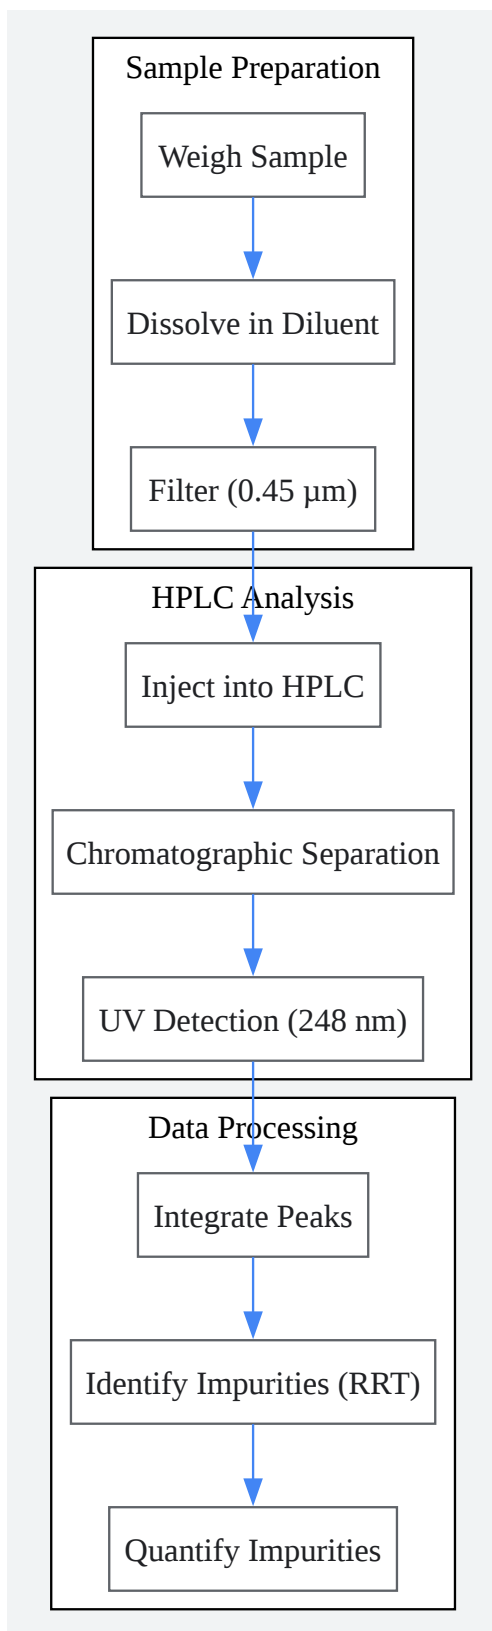 Sample Preparation
Weigh Sample
Dissolve in Diluent
Filter (0.45 µm)
HPLC Analysis
Inject into HPLC
Chromatographic Separation
UV Detection (248 nm)
Data Processing
Integrate Peaks
Identify Impurities (RRT)
Quantify Impurities